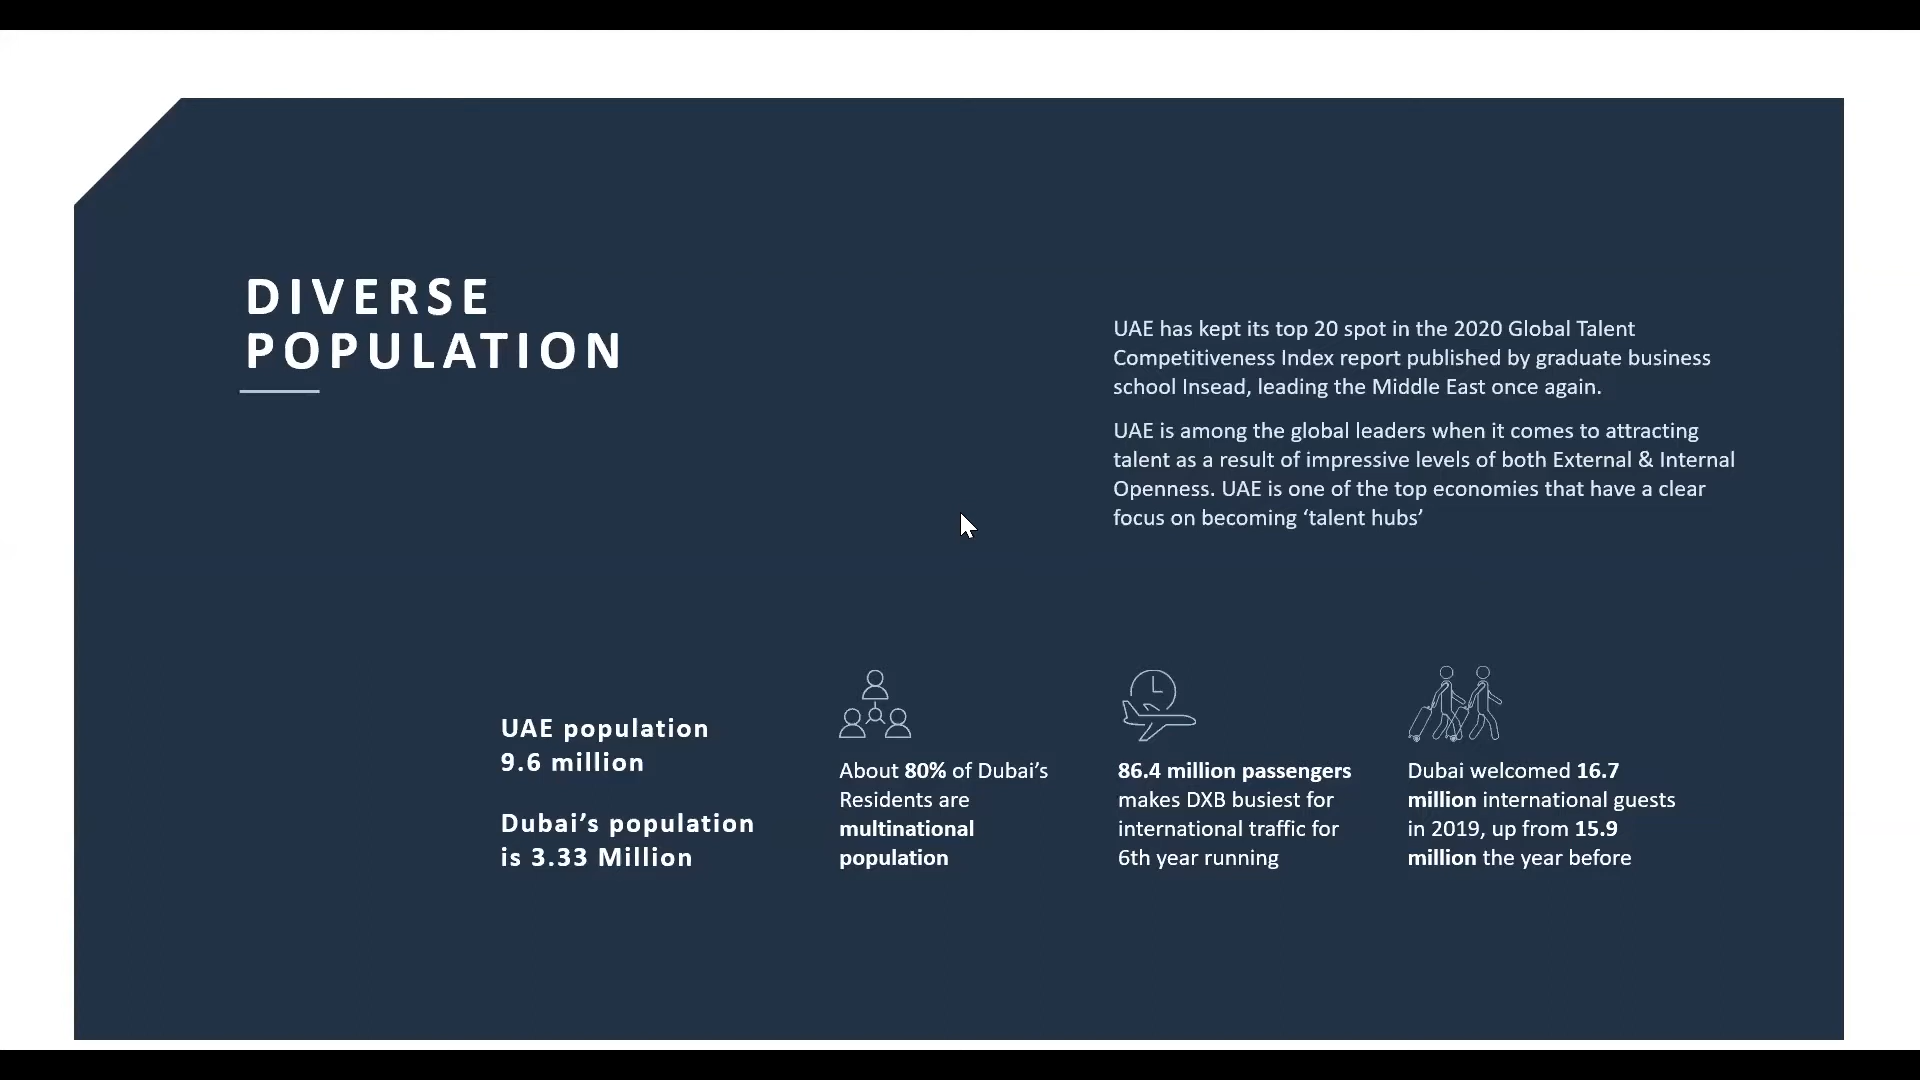 DIVERSE
POPULATION
UAE has kept its top 20 spot in the 2020 Global Talent
Competitiveness Index report published by graduate business
school Insead, leading the Middle East once again.
UAE is among the global leaders when it comes to attracting
talent as a result of impressive levels of both External & Internal
Openness. UAE is one of the top economies that have a clear
focus on becoming ‘talent hubs’
UAE population
9.6 million
Dubai’s population
is 3.33 Million
About 80% of Dubai’s
Residents are
multinational
population
86.4 million passengers
makes DXB busiest for
international traffic for
6th year running
Dubai welcomed 16.7
million international guests
in 2019, up from 15.9
million the year before